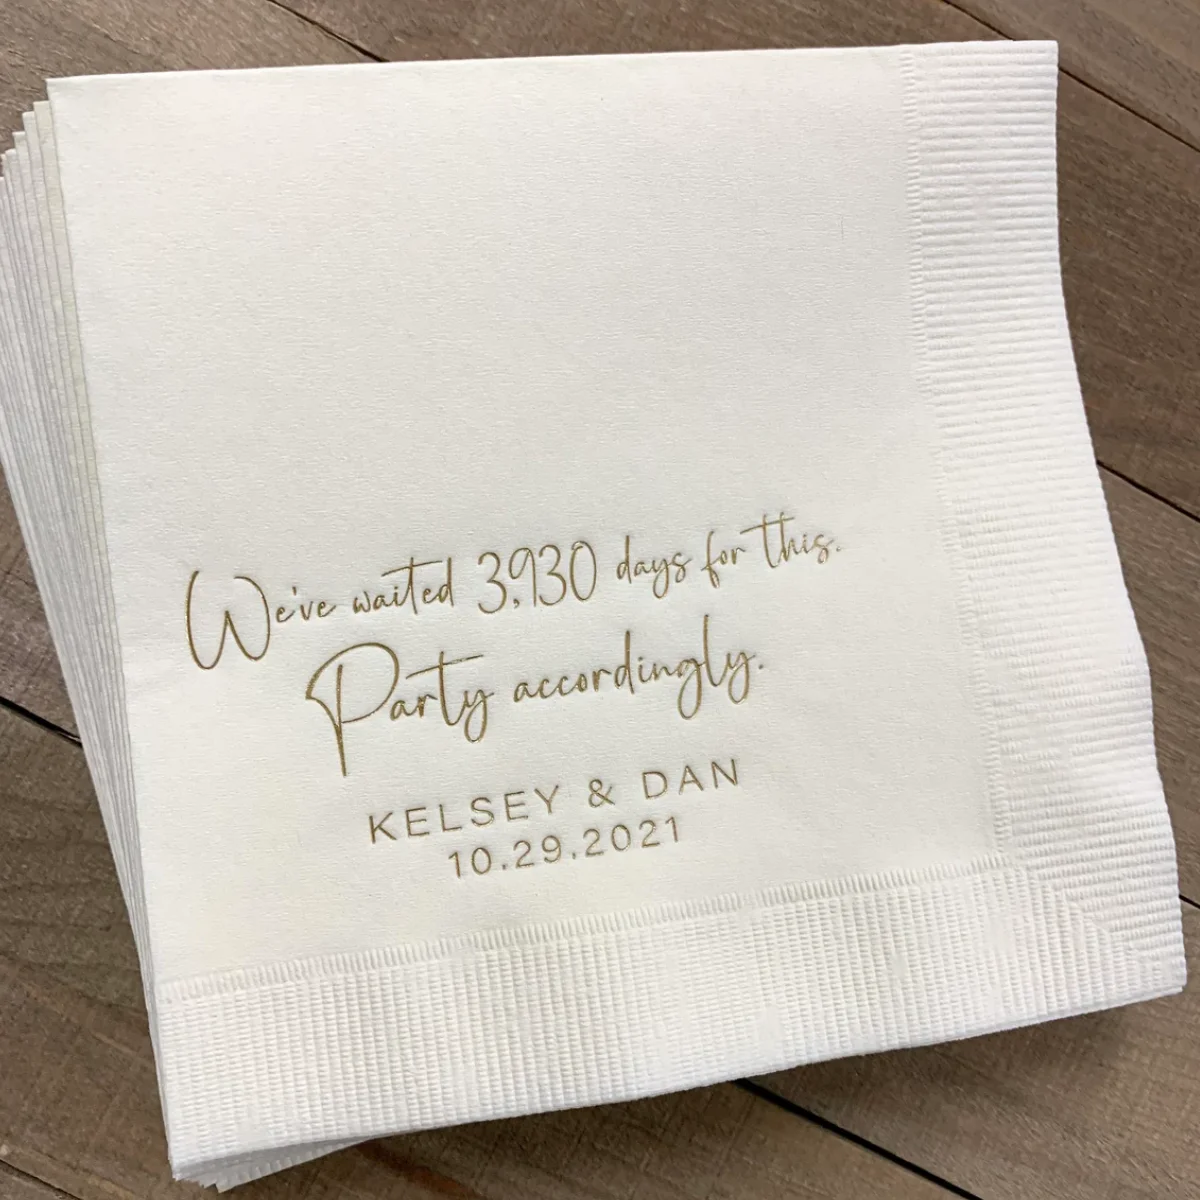 We've waited 3,930 days for this.
Party accordingly.
KELSEY & DAN
10.29.2021